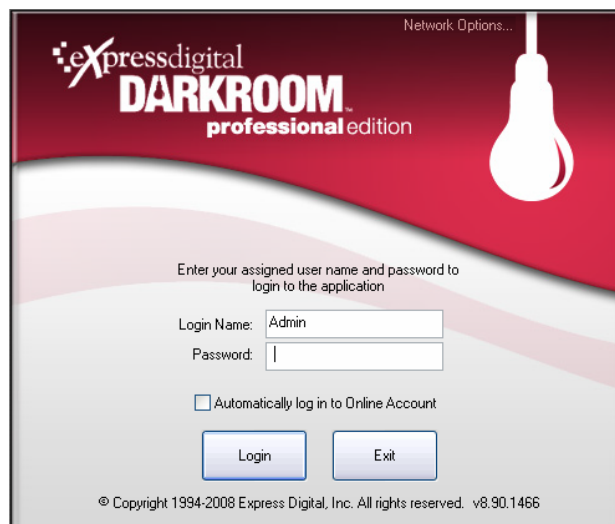 Network Options...
eXpressdigital
DARKROOM™
professional edition
Enter your assigned user name and password to
login to the application
Login Name: Admin
Password:
Automatically log in to Online Account
Login Exit
© Copyright 1994-2008 Express Digital, Inc. All rights reserved. v8.90.1466